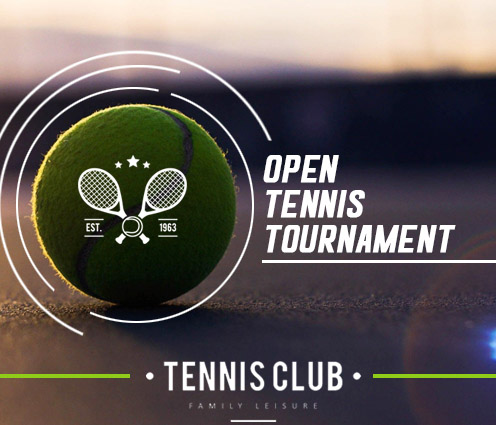 EST. 1963
OPEN
TENNIS
TOURNAMENT
• TENNIS CLUB •
FAMILY LEISURE